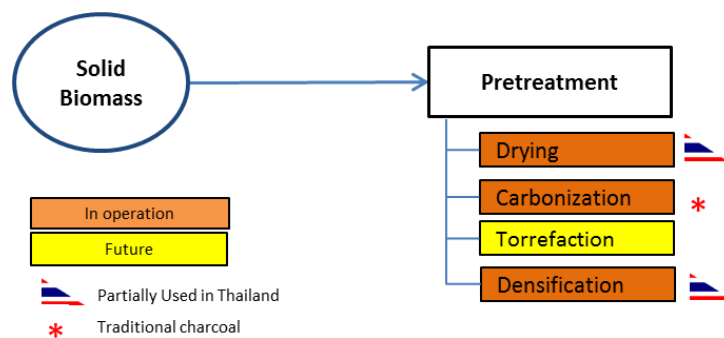 Solid
Biomass
Pretreatment
Drying
Carbonization
*
Torrefaction
Densification
In operation
Future
Partially Used in Thailand
* Traditional charcoal